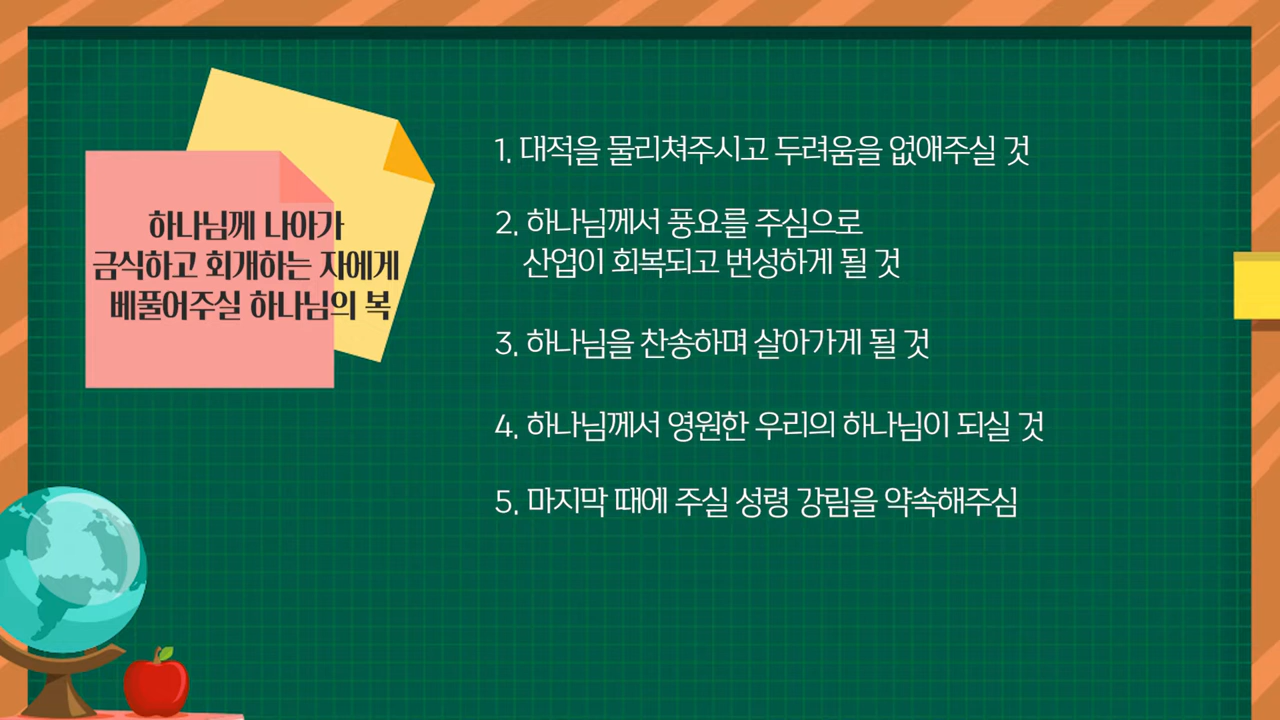 하나님께 나아가
금식하고 회개하는 자에게
베풀어주실 하나님의 복
1. 대적을 물리쳐주시고 두려움을 없애주실 것
2. 하나님께서 풍요를 주심으로
산업이 회복되고 번성하게 될 것
3. 하나님을 찬송하며 살아가게 될 것
4. 하나님께서 영원한 우리의 하나님이 되실 것
5. 마지막 때에 주실 성령 강림을 약속해주심